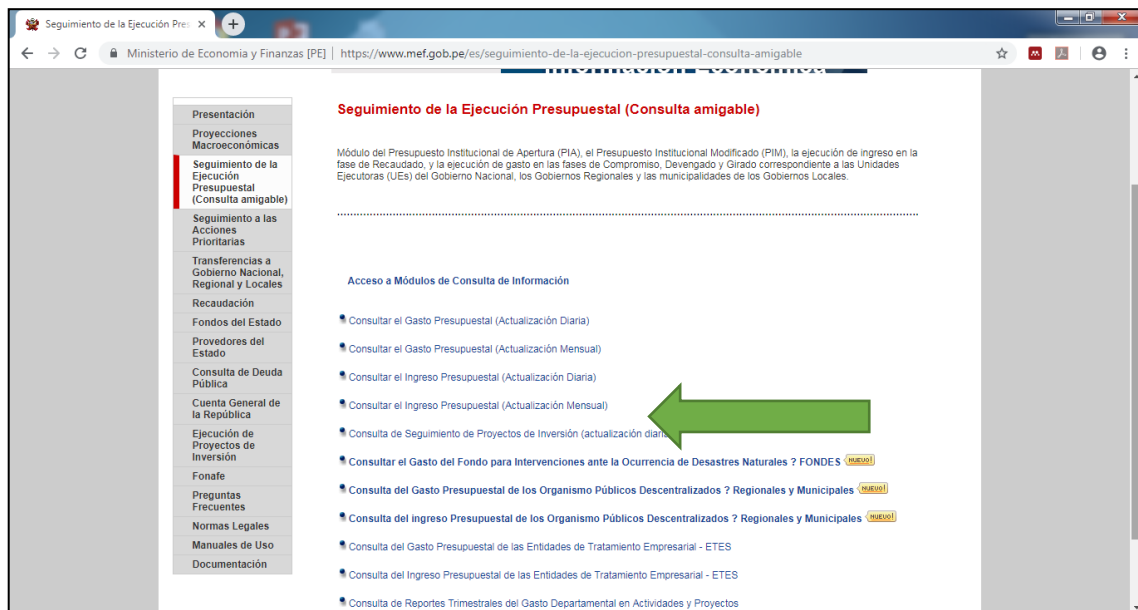 Seguimiento de la Ejecución Pres
Ministerio de Economia y Finanzas [PE] | https://www.mef.gob.pe/es/seguimiento-de-la-ejecucion-presupuestal-consulta-amigable
Información Económica
Presentación
Proyecciones
Macroeconómicas
Seguimiento de la
Ejecución
Presupuestal
(Consulta amigable)
Seguimiento a las
Acciones
Prioritarias
Transferencias a
Gobierno Nacional,
Regional y Locales
Recaudación
Fondos del Estado
Provedores del
Estado
Consulta de Deuda
Pública
Cuenta General de
la República
Ejecución de
Proyectos de
Inversión
Fonafe
Preguntas
Frecuentes
Normas Legales
Manuales de Uso
Documentación
Seguimiento de la Ejecución Presupuestal (Consulta amigable)
Módulo del Presupuesto Institucional de Apertura (PIA), el Presupuesto Institucional Modificado (PIM), la ejecución de ingreso en la
fase de Recaudado, y la ejecución de gasto en las fases de Compromiso, Devengado y Girado correspondiente a las Unidades
Ejecutoras (UEs) del Gobierno Nacional, los Gobiernos Regionales y las municipalidades de los Gobiernos Locales.
Acceso a Módulos de Consulta de Información
Consultar el Gasto Presupuestal (Actualización Diaria)
Consultar el Gasto Presupuestal (Actualización Mensual)
Consultar el Ingreso Presupuestal (Actualización Diaria)
Consultar el Ingreso Presupuestal (Actualización Mensual)
Consulta de Seguimiento de Proyectos de Inversión (actualización diari
Consultar el Gasto del Fondo para Intervenciones ante la Ocurrencia de Desastres Naturales ? FONDES NUEVO!
Consulta del Gasto Presupuestal de los Organismo Públicos Descentralizados ? Regionales y Municipales NUEVO!
Consulta del ingreso Presupuestal de los Organismo Públicos Descentralizados ? Regionales y Municipales NUEVO!
Consulta del Gasto Presupuestal de las Entidades de Tratamiento Empresarial - ETES
Consulta del Ingreso Presupuestal de las Entidades de Tratamiento Empresarial - ETES
Consulta de Reportes Trimestrales del Gasto Departamental en Actividades y Proyectos